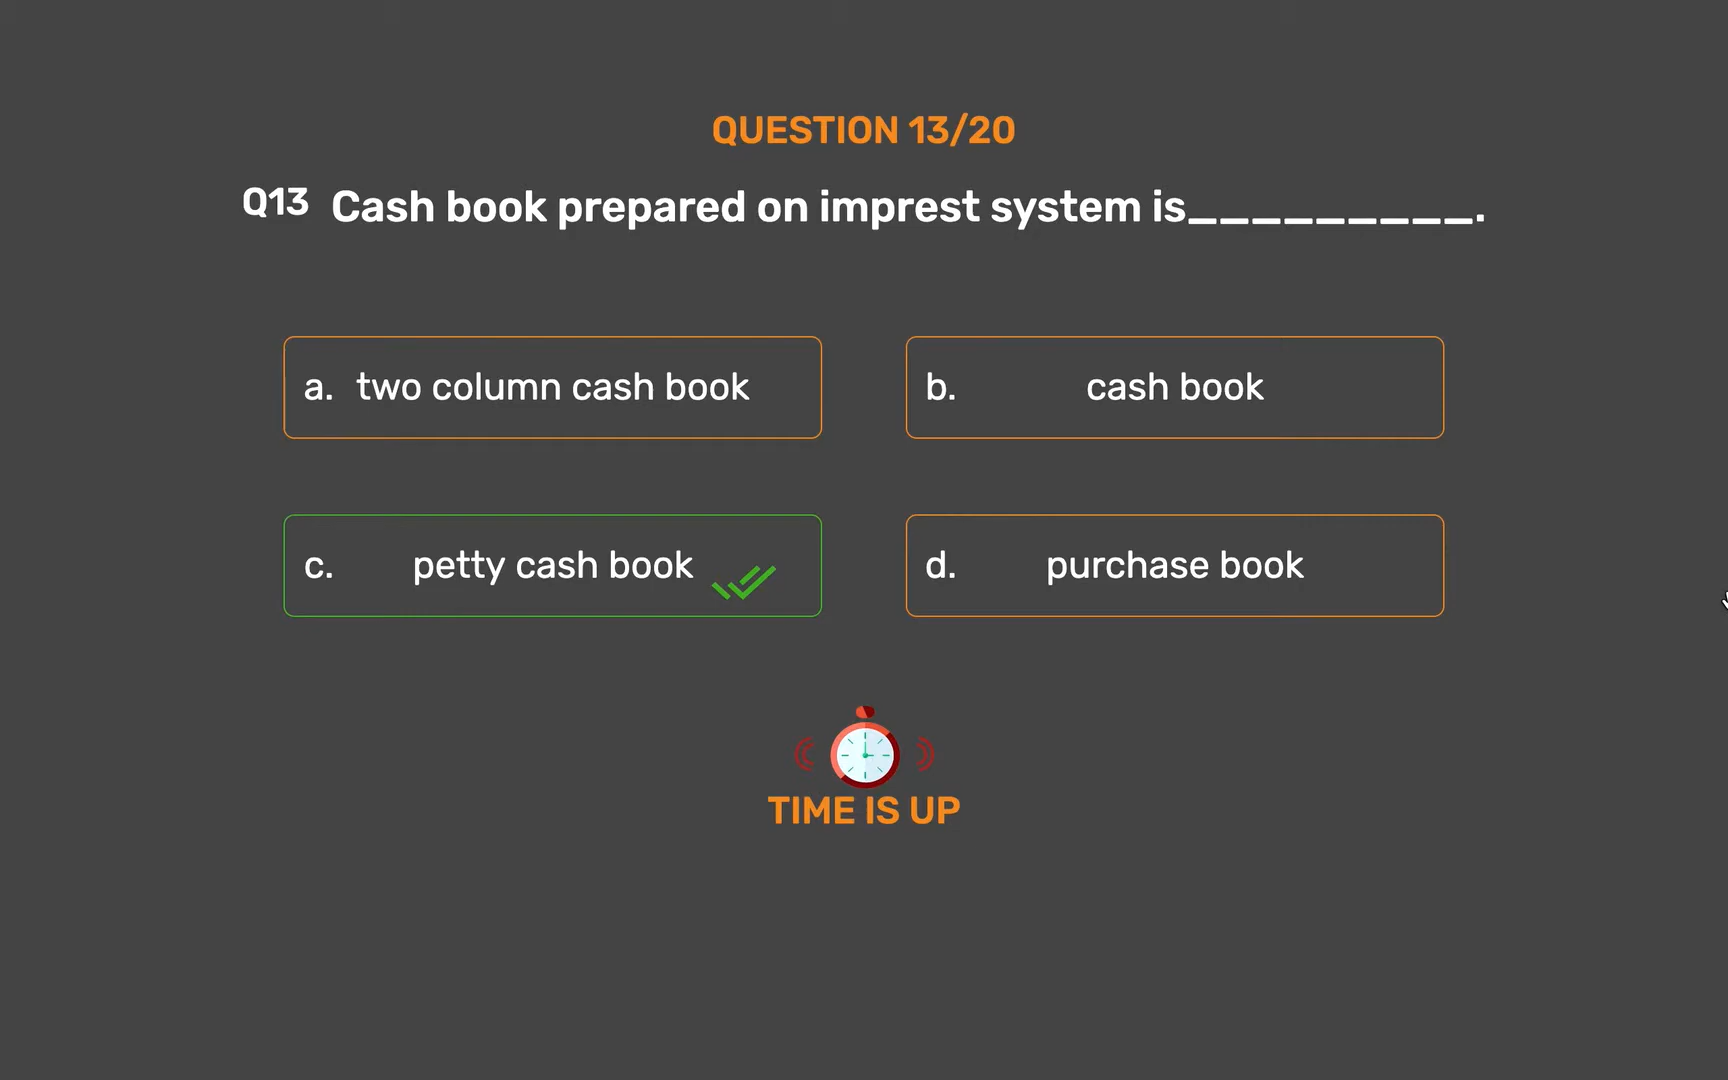 QUESTION 13/20
Q13 Cash book prepared on imprest system is_________.
a. two column cash book
b. cash book
c. petty cash book
d. purchase book
TIME IS UP